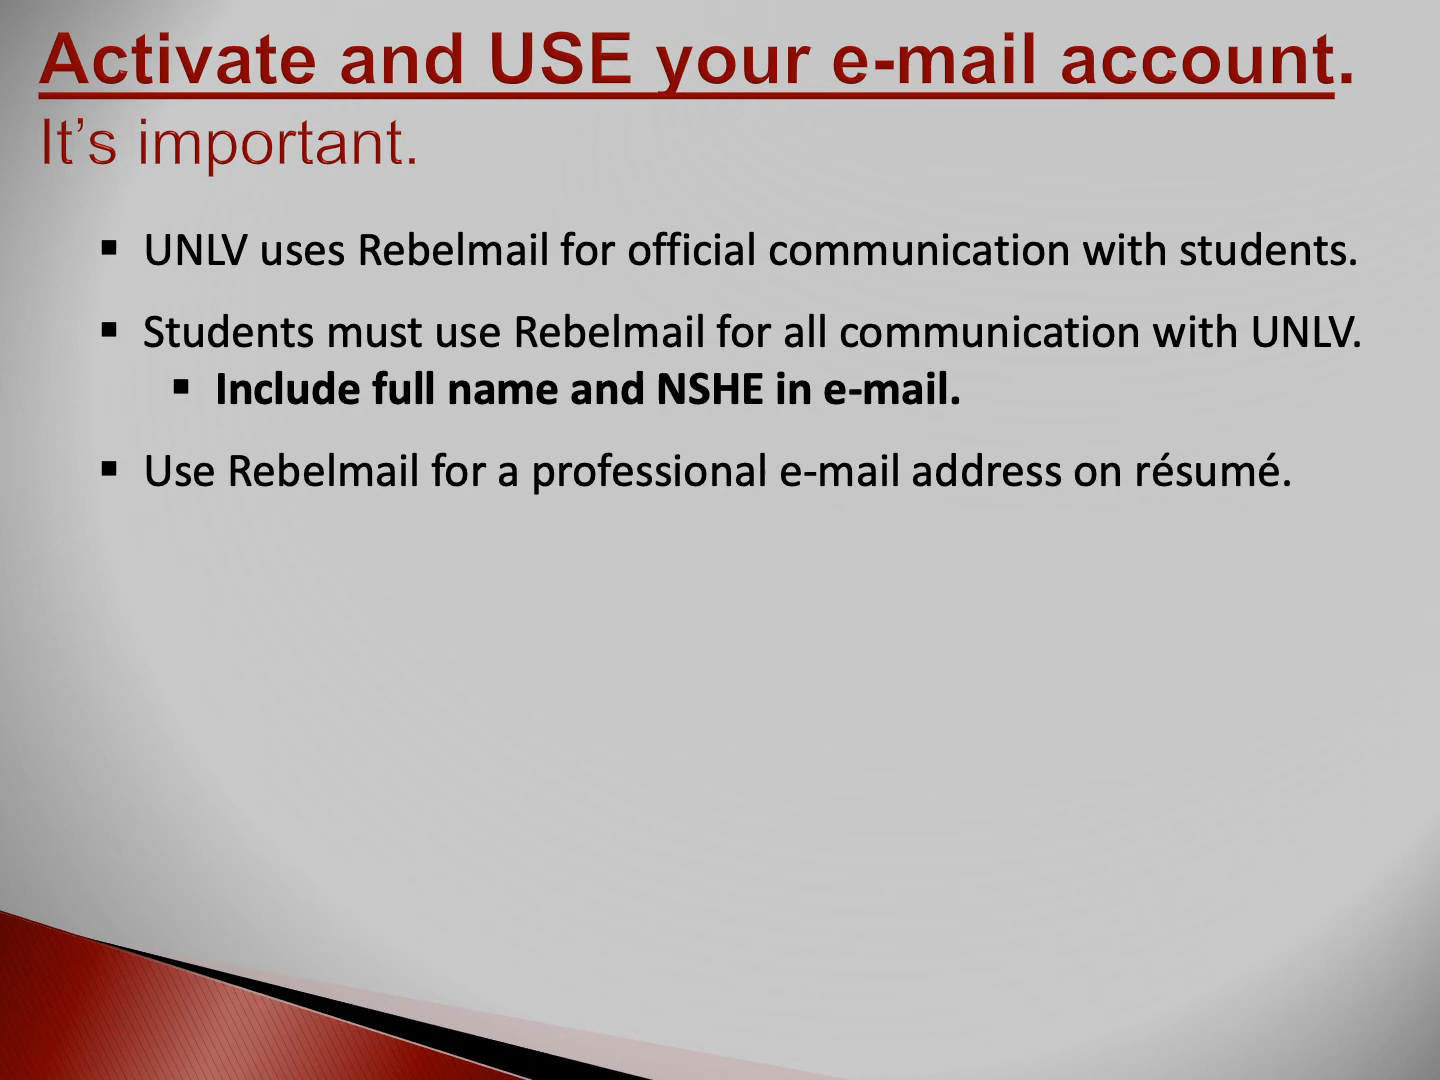 Activate and USE your e-mail account.
It’s important.
▪ UNLV uses Rebelmail for official communication with students.
▪ Students must use Rebelmail for all communication with UNLV.
▪ Include full name and NSHE in e-mail.
▪ Use Rebelmail for a professional e-mail address on résumé.